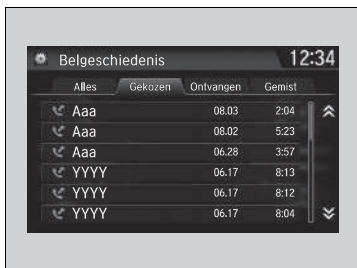 Belgeschiedenis 12:34
Alles Gekozen Ontvangen Gemist
Aaa 08.03 2:04
Aaa 08.02 5:23
Aaa 06.28 3:57
YYYY 06.17 8:13
YYYY 06.17 8:12
YYYY 06.17 8:04